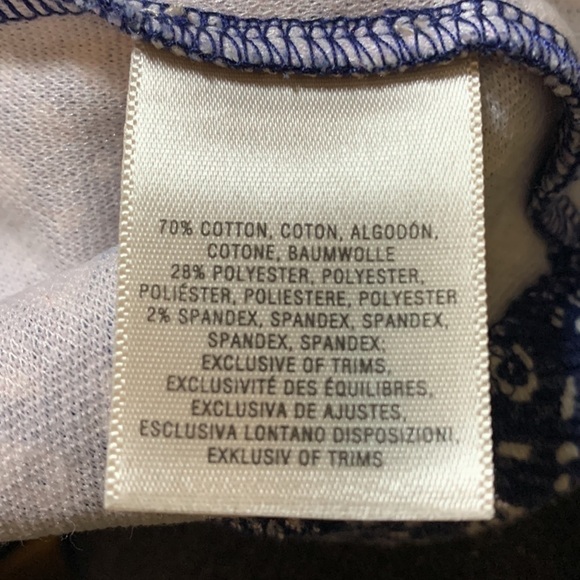 70% COTTON, COTON, ALGODÓN,
COTONE, BAUMWOLLE
28% POLYESTER, POLYESTER,
POLIÉSTER, POLIESTERE, POLYESTER
2% SPANDEX, SPANDEX, SPANDEX,
SPANDEX, SPANDEX;
EXCLUSIVE OF TRIMS,
EXCLUSIVITÉ DES ÉQUILIBRES,
EXCLUSIVA DE AJUSTES,
ESCLUSIVA LONTANO DISPOSIZIONI,
EXKLUSIV OF TRIMS